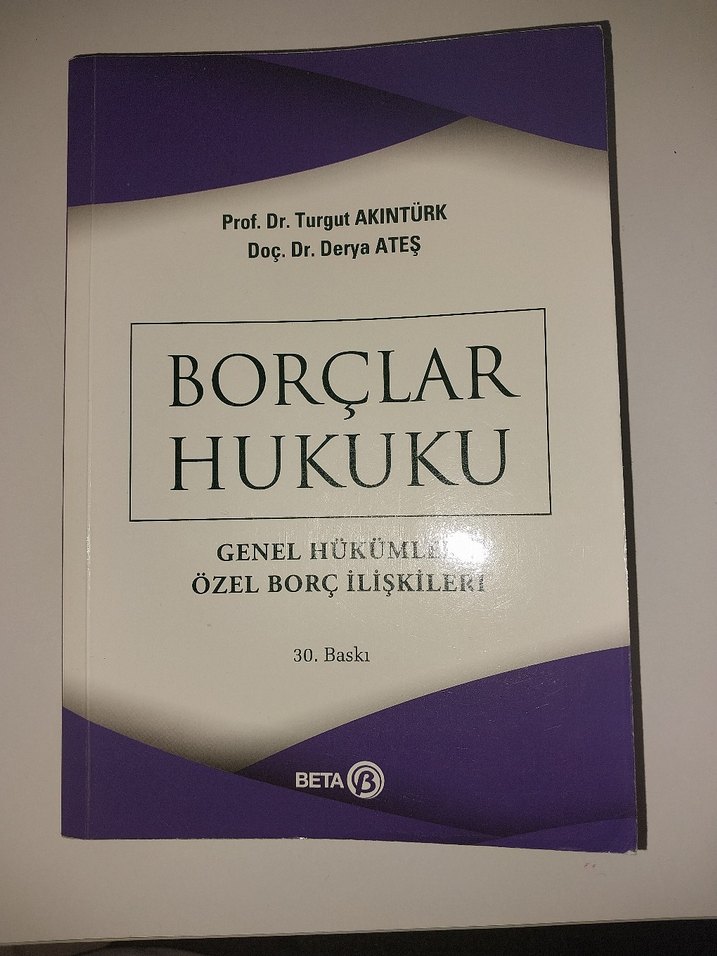 Prof. Dr. Turgut AKINTÜRK
Doç. Dr. Derya ATEŞ
BORÇLAR
HUKUKU
GENEL HÜKÜMLER
ÖZEL BORÇ İLİŞKİLERİ
30. Baskı
BETA β